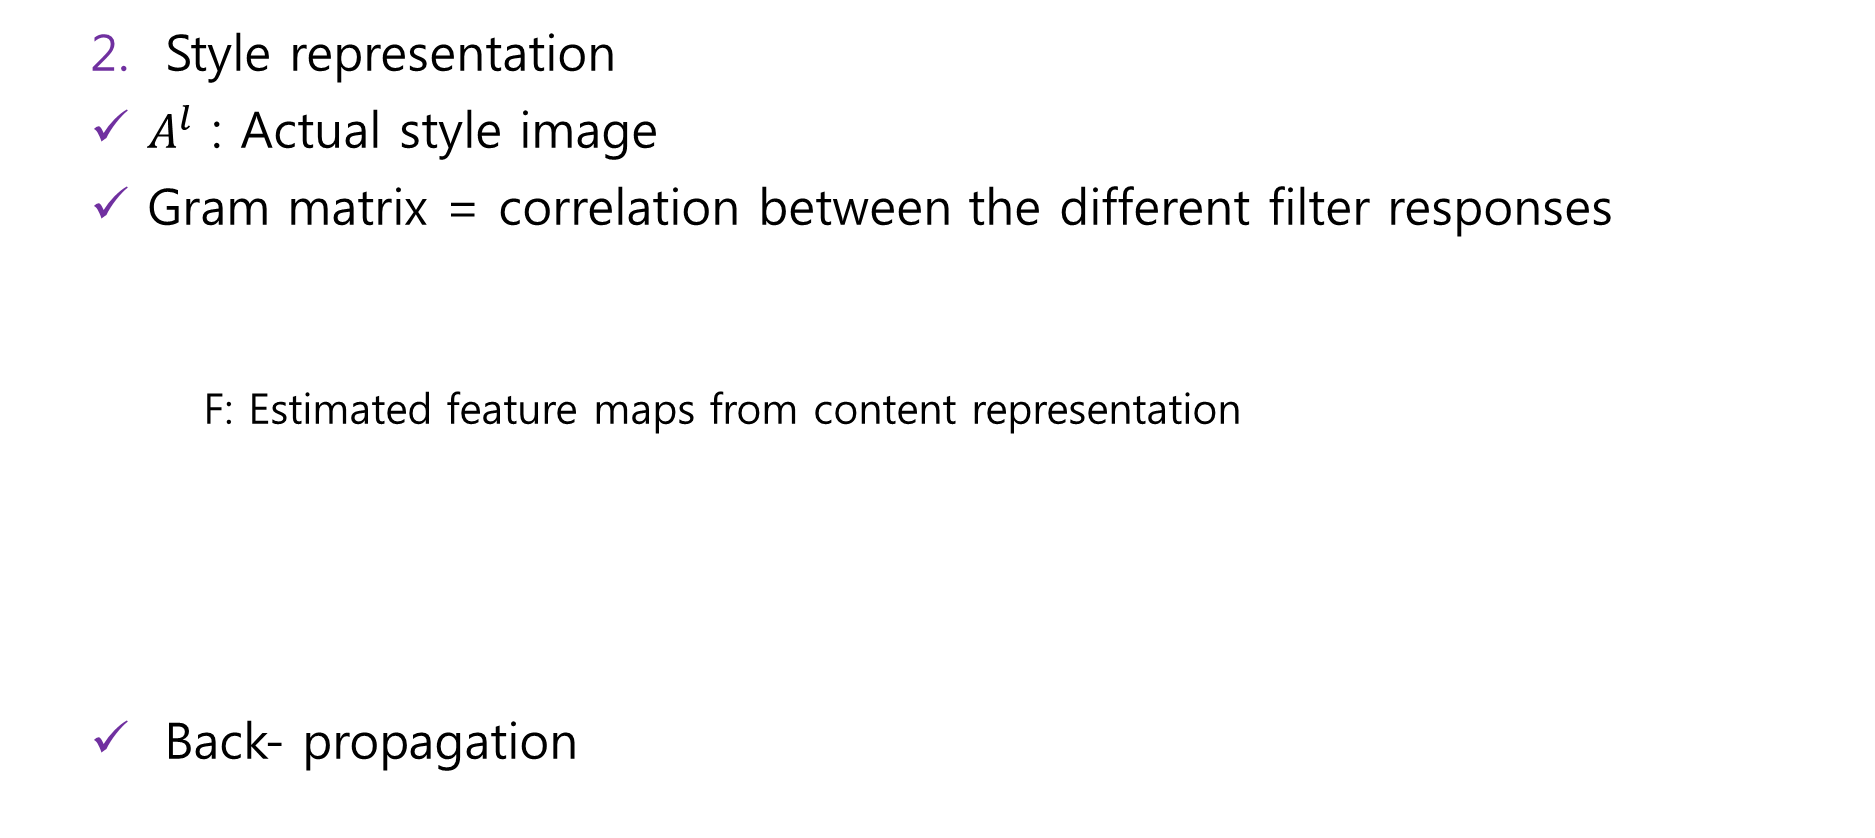 2. Style representation
✓ A^l : Actual style image
✓ Gram matrix = correlation between the different filter responses
F: Estimated feature maps from content representation
✓ Back- propagation